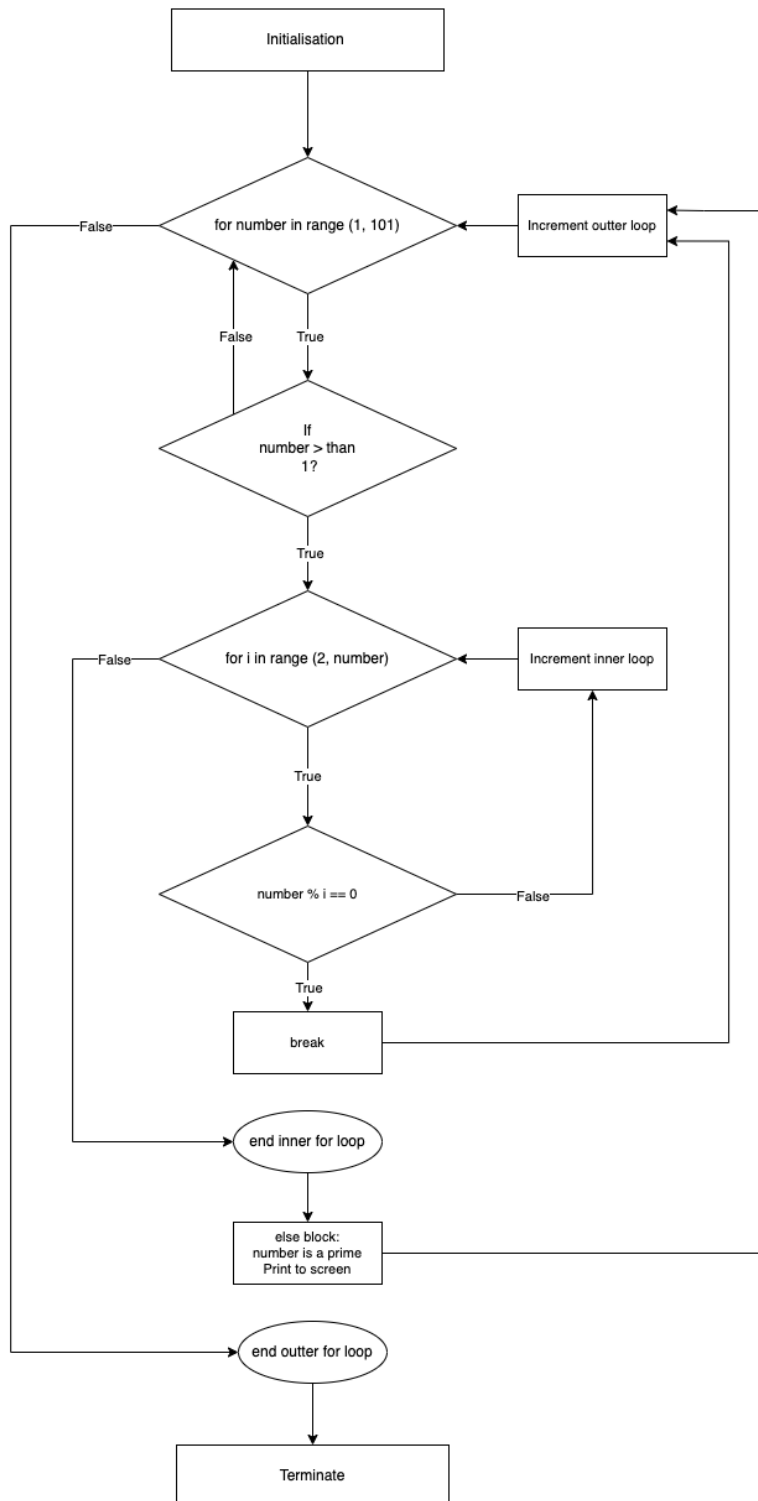 Initialisation
for number in range (1, 101)
Increment outter loop
False
False
True
If
number > than
1?
True
for i in range (2, number)
Increment inner loop
False
True
number % i == 0
False
True
break
end inner for loop
else block:
number is a prime
Print to screen
end outter for loop
Terminate